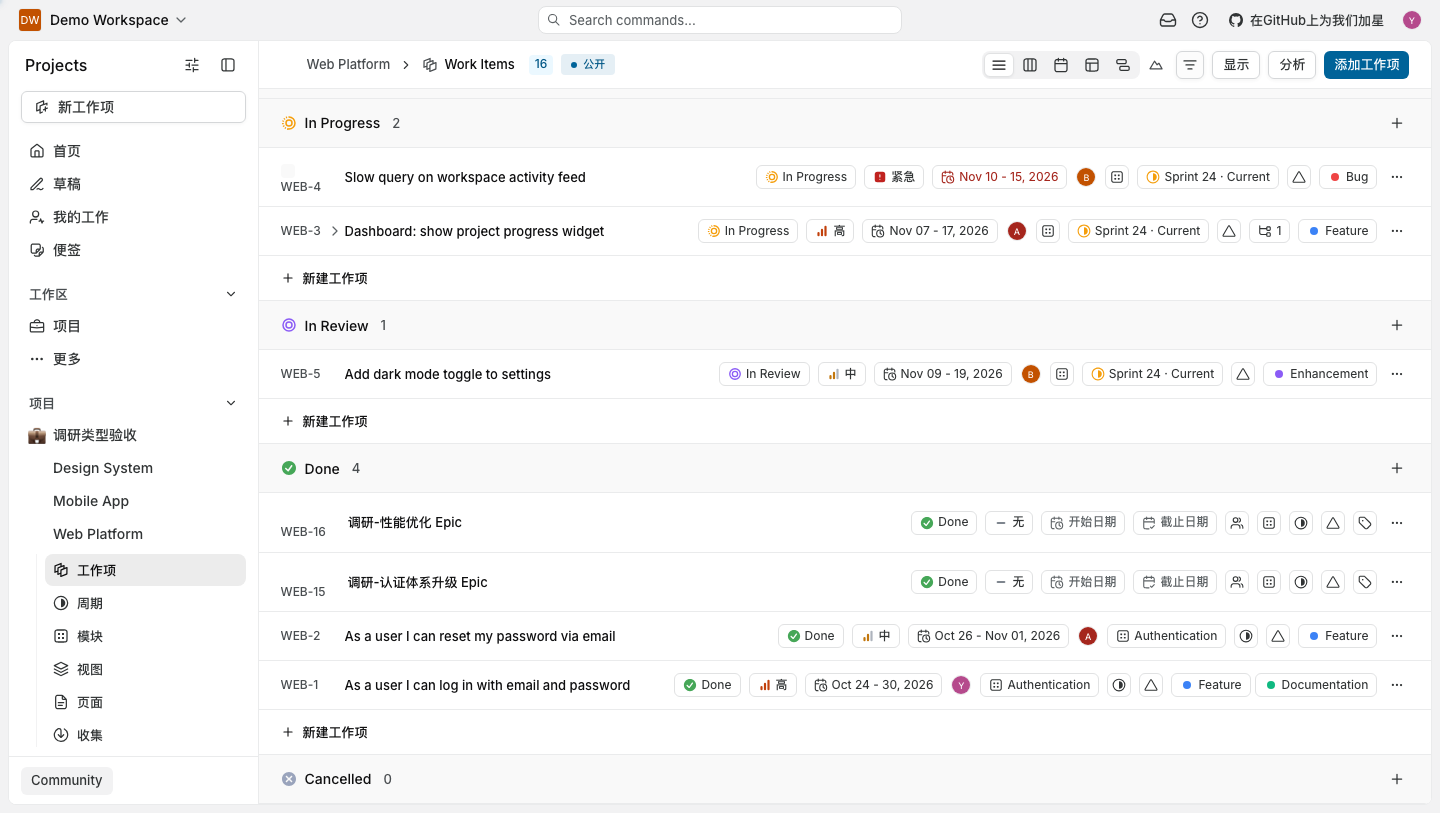 DW Demo Workspace
Search commands...
在GitHub上为我们加星
Y
Projects
新工作项
首页
草稿
我的工作
便签
工作区
项目
更多
项目
调研类型验收
Design System
Mobile App
Web Platform
工作项
周期
模块
视图
页面
收集
Community
Web Platform
Work Items
16
公开
显示
分析
添加工作项
In Progress 2
WEB-4 Slow query on workspace activity feed In Progress 紧急 Nov 10 - 15, 2026 B Sprint 24 · Current Bug
WEB-3 Dashboard: show project progress widget In Progress 高 Nov 07 - 17, 2026 A Sprint 24 · Current 1 Feature
新建工作项
In Review 1
WEB-5 Add dark mode toggle to settings In Review 中 Nov 09 - 19, 2026 B Sprint 24 · Current Enhancement
新建工作项
Done 4
WEB-16 调研-性能优化 Epic Done 无 开始日期 截止日期
WEB-15 调研-认证体系升级 Epic Done 无 开始日期 截止日期
WEB-2 As a user I can reset my password via email Done 中 Oct 26 - Nov 01, 2026 A Authentication Feature
WEB-1 As a user I can log in with email and password Done 高 Oct 24 - 30, 2026 Y Authentication Feature Documentation
新建工作项
Cancelled 0